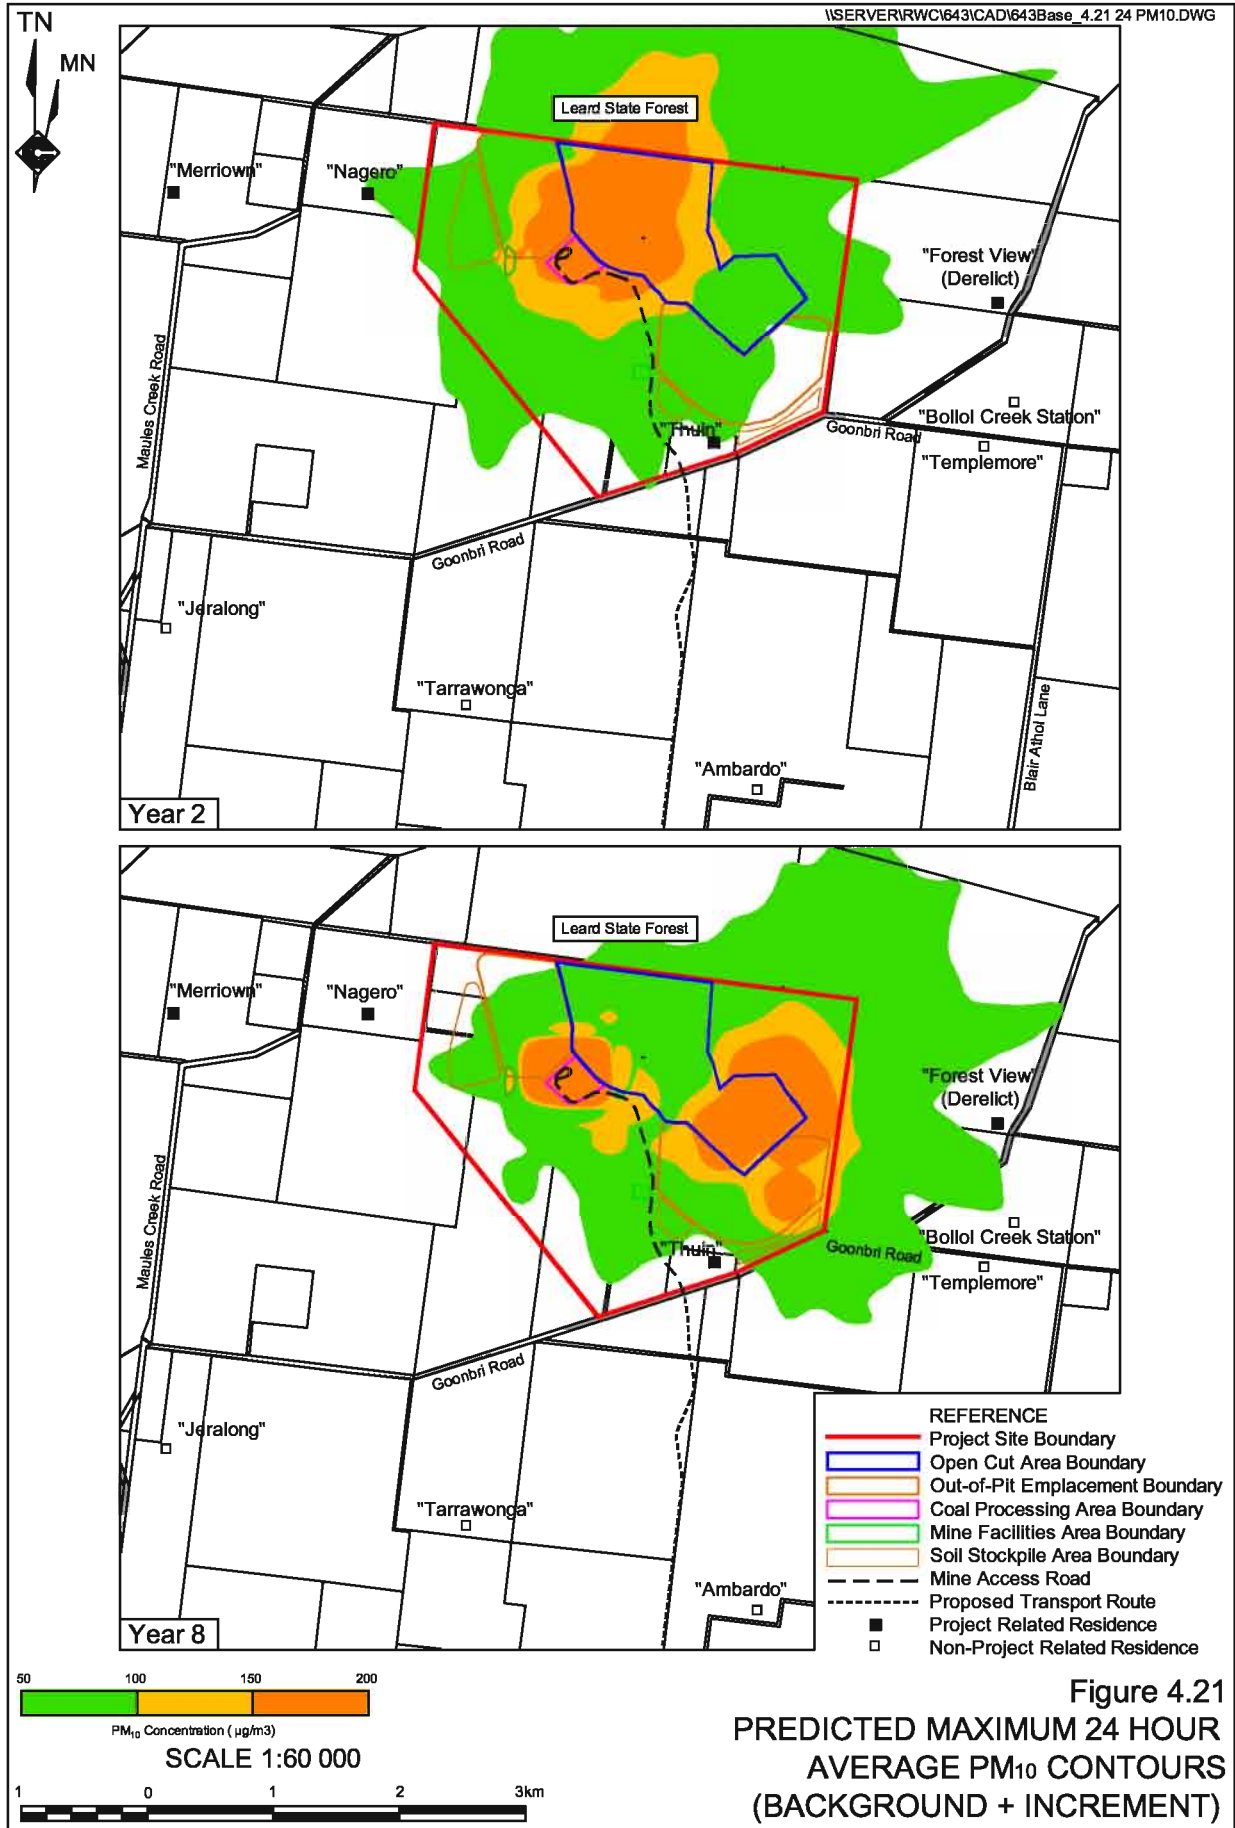 \\SERVER\RWC\643\CAD\643Base_4.21 24 PM10.DWG
TN
MN
Leard State Forest
"Merriown"
"Nagero"
"Forest View"
(Derelict)
Maules Creek Road
"Bollol Creek Station"
"Thuin"
Goonbri Road
"Templemore"
Goonbri Road
"Jeralong"
"Tarrawonga"
Blair Athol Lane
"Ambardo"
Year 2
Leard State Forest
"Merriown"
"Nagero"
"Forest View"
(Derelict)
Maules Creek Road
"Bollol Creek Station"
"Thuin"
Goonbri Road
"Templemore"
Goonbri Road
"Jeralong"
"Tarrawonga"
"Ambardo"
Year 8
REFERENCE
Project Site Boundary
Open Cut Area Boundary
Out-of-Pit Emplacement Boundary
Coal Processing Area Boundary
Mine Facilities Area Boundary
Soil Stockpile Area Boundary
Mine Access Road
Proposed Transport Route
Project Related Residence
Non-Project Related Residence
50 100 150 200
PM10 Concentration ( µg/m3)
SCALE 1:60 000
1 0 1 2 3km
Figure 4.21
PREDICTED MAXIMUM 24 HOUR
AVERAGE PM10 CONTOURS
(BACKGROUND + INCREMENT)